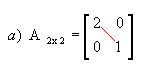 a) A 2x2 = [2 0
0 1]